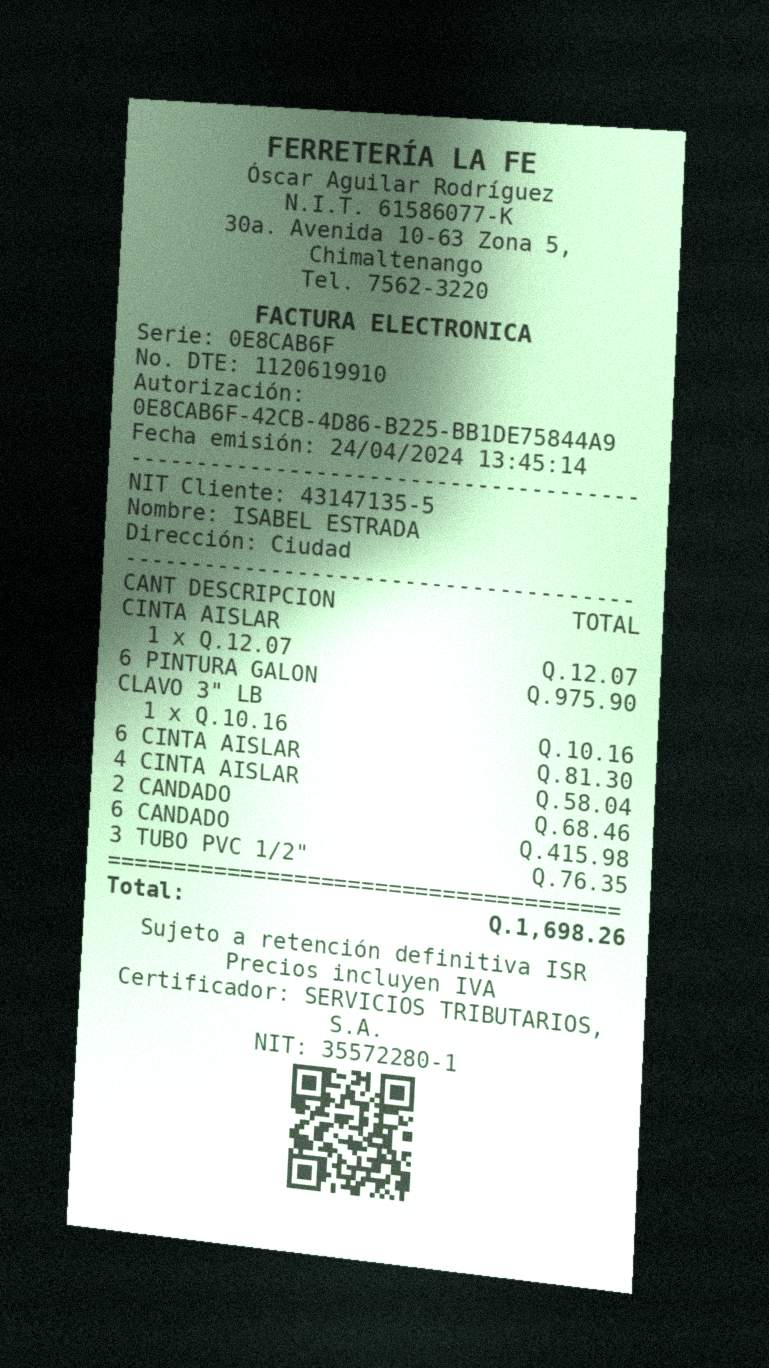 FERRETERÍA LA FE
Óscar Aguilar Rodríguez
N.I.T. 61586077-K
30a. Avenida 10-63 Zona 5,
Chimaltenango
Tel. 7562-3220
FACTURA ELECTRONICA
Serie: 0E8CAB6F
No. DTE: 1120619910
Autorización:
0E8CAB6F-42CB-4D86-B225-BB1DE75844A9
Fecha emisión: 24/04/2024 13:45:14
---------------------------------------
NIT Cliente: 43147135-5
Nombre: ISABEL ESTRADA
Dirección: Ciudad
---------------------------------------
CANT DESCRIPCION TOTAL
CINTA AISLAR
1 x Q.12.07 Q.12.07
6 PINTURA GALON Q.975.90
CLAVO 3" LB
1 x Q.10.16 Q.10.16
6 CINTA AISLAR Q.81.30
4 CINTA AISLAR Q.58.04
2 CANDADO Q.68.46
6 CANDADO Q.415.98
3 TUBO PVC 1/2" Q.76.35
=======================================
Total: Q.1,698.26
Sujeto a retención definitiva ISR
Precios incluyen IVA
Certificador: SERVICIOS TRIBUTARIOS,
S.A.
NIT: 35572280-1